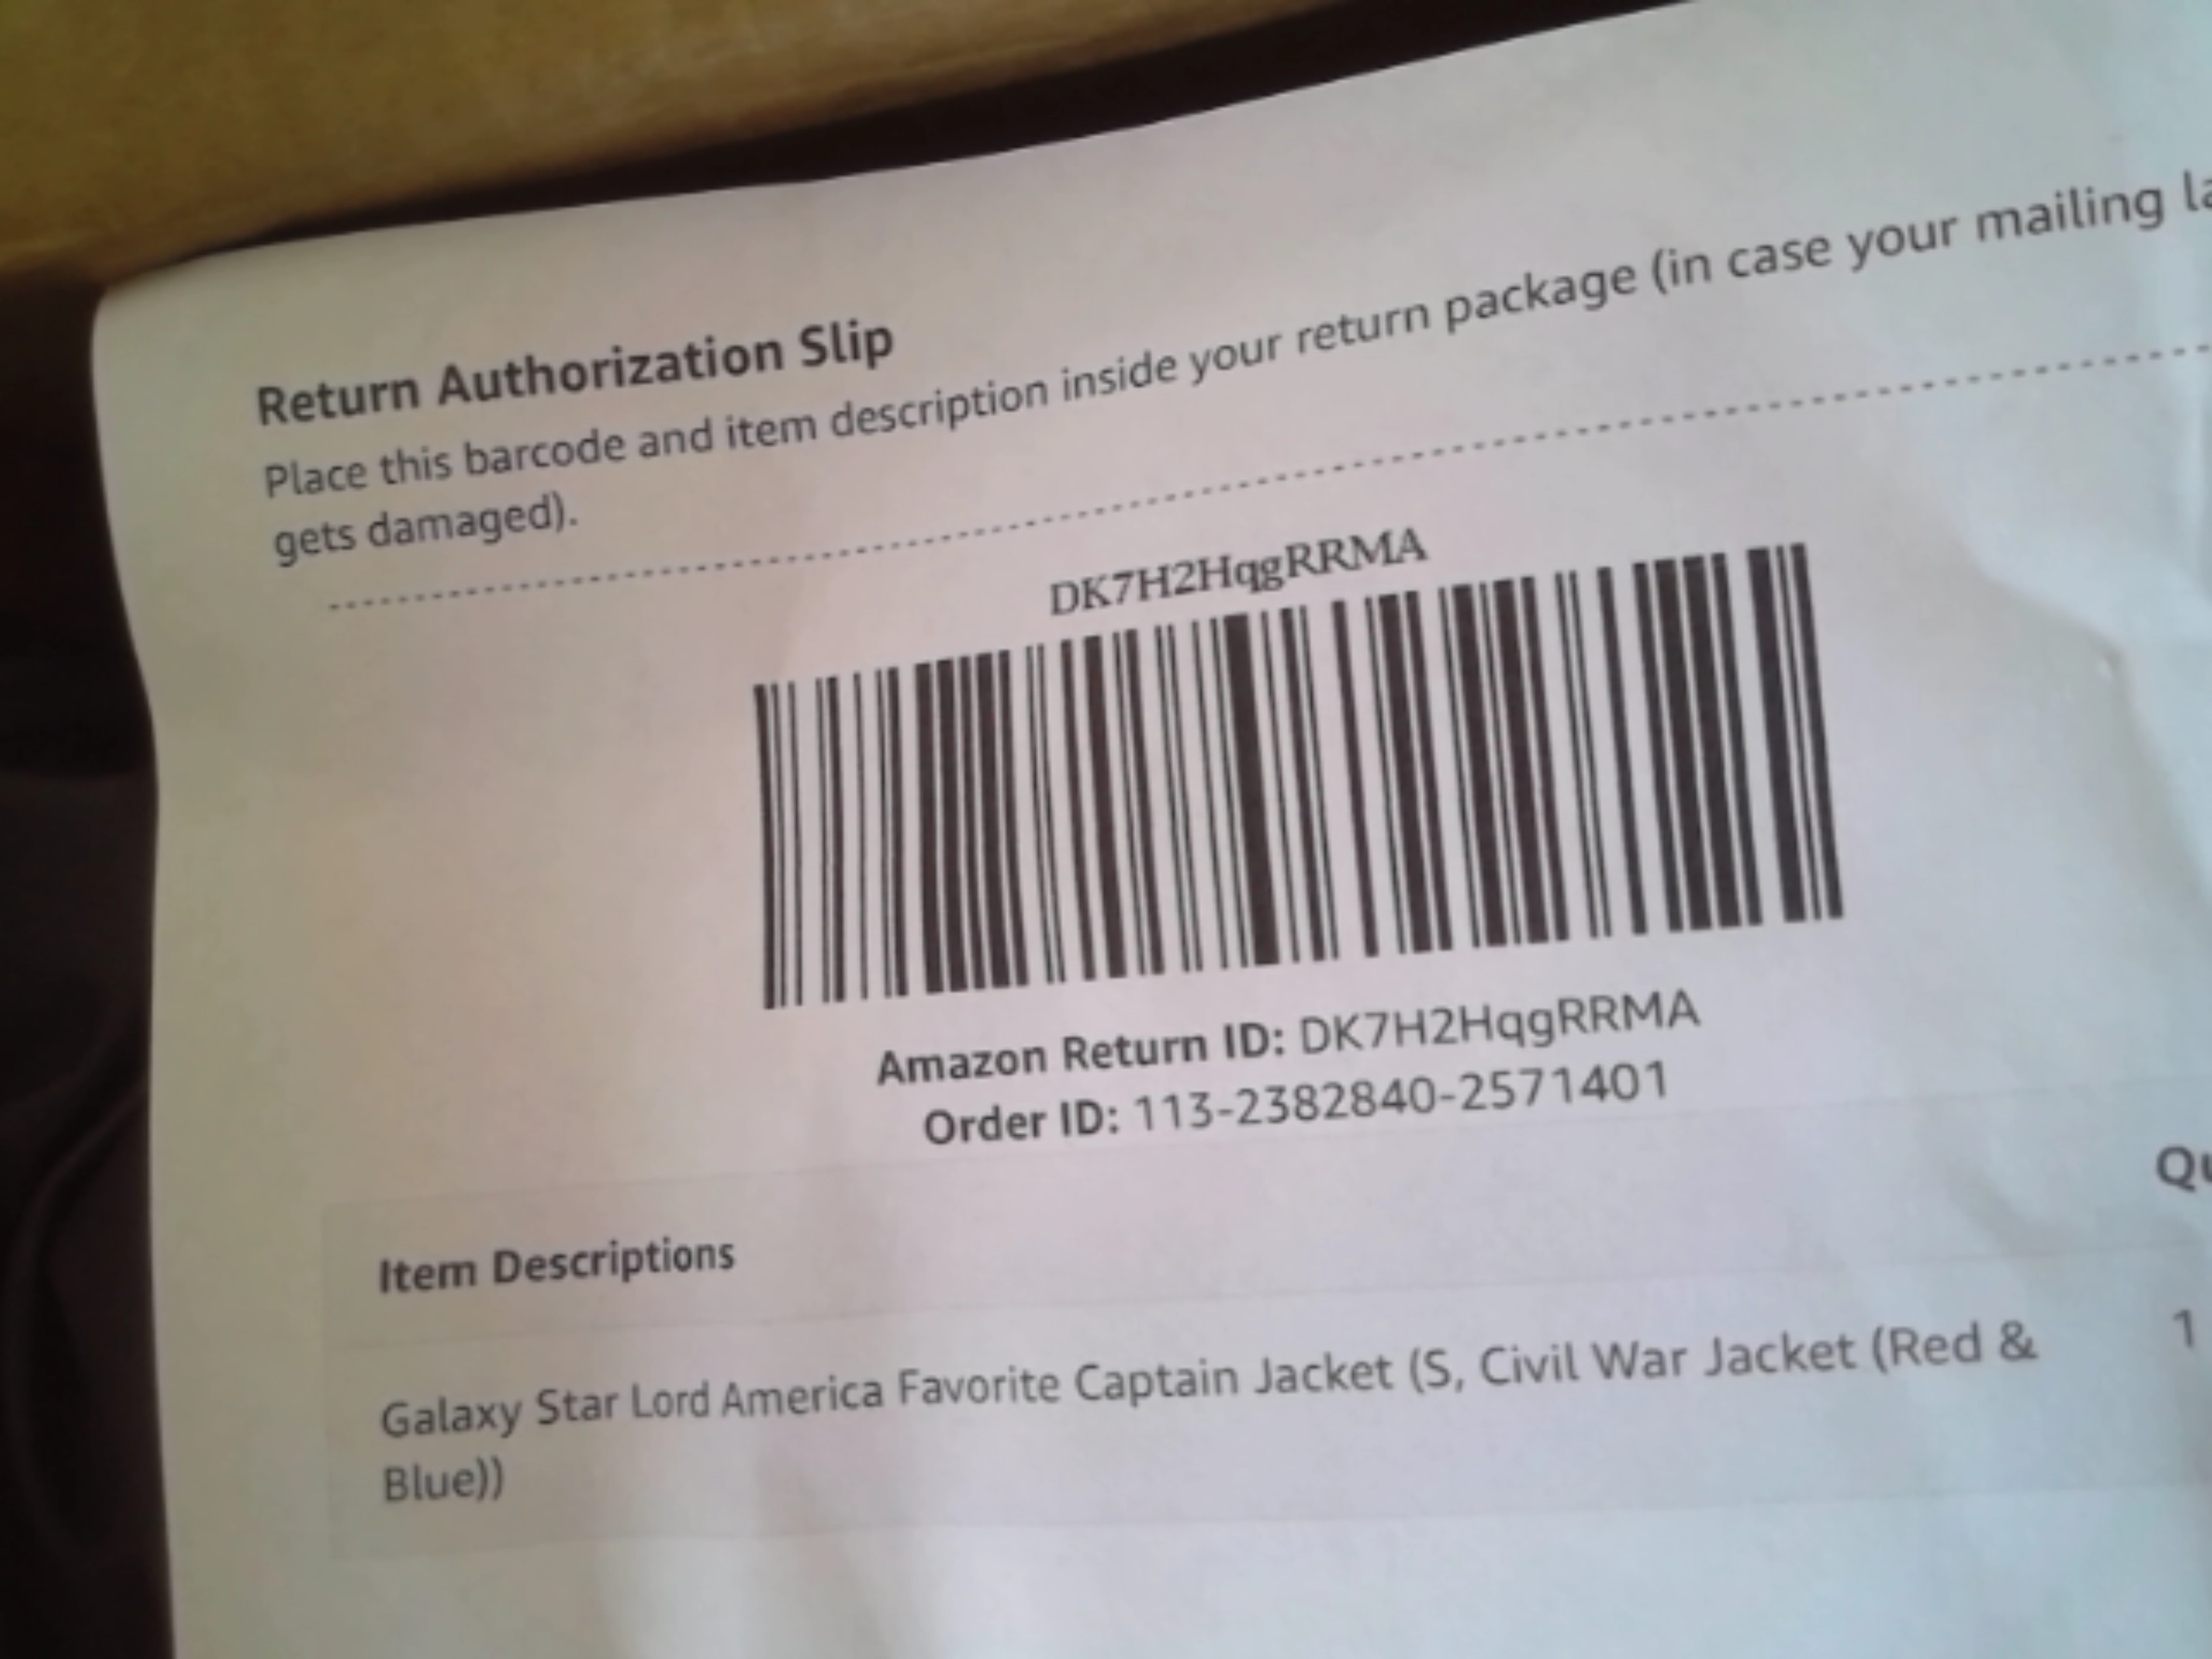 Return Authorization Slip
Place this barcode and item description inside your return package (in case your mailing
gets damaged).
DK7H2HqgRRMA
Amazon Return ID: DK7H2HqgRRMA
Order ID: 113-2382840-2571401
Item Descriptions
Galaxy Star Lord America Favorite Captain Jacket (S, Civil War Jacket (Red & 1
Blue))